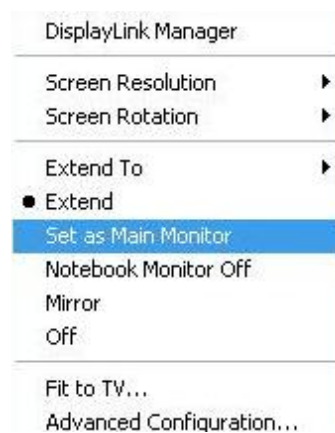 DisplayLink Manager
Screen Resolution
Screen Rotation
Extend To
Extend
Set as Main Monitor
Notebook Monitor Off
Mirror
Off
Fit to TV...
Advanced Configuration...